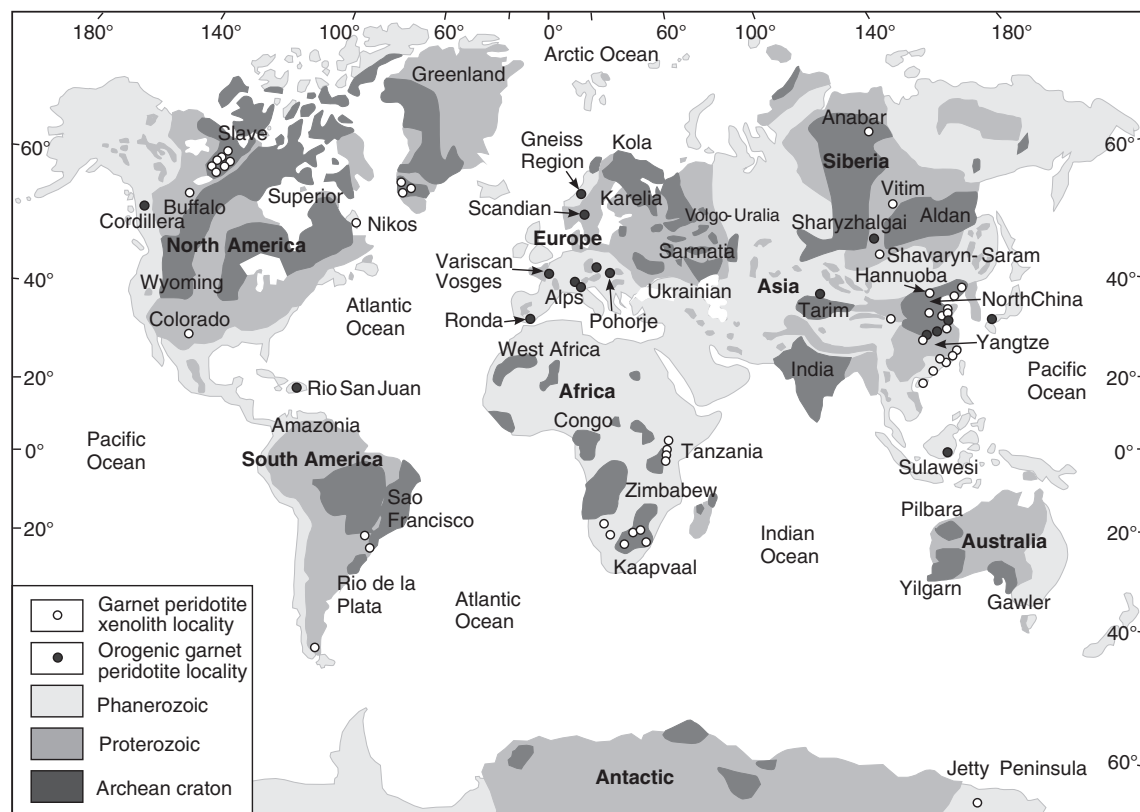 180°
140°
100°
60°
0°
60°
100°
140°
180°
Arctic Ocean
Greenland
Anabar
Slave
Gneiss
Region
Kola
60°
60°
Siberia
Vitim
Superior
Karelia
Buffalo
Cordillera
Scandian
Volgo-Uralia
Sharyzhalgai
Aldan
Nikos
Europe
North America
Sarmata
Shavaryn-Saram
Variscan
Vosges
Hannuoba
40°
40°
Wyoming
Alps
Ukrainian
Asia
NorthChina
Atlantic
Ocean
Tarim
Colorado
Ronda
Pohorje
Yangtze
West Africa
India
Pacific
Ocean
20°
20°
Rio San Juan
Africa
Amazonia
Congo
Pacific
Ocean
0°
0°
South America
Tanzania
Sulawesi
Sao
Francisco
Zimbabew
Pilbara
20°
20°
Indian
Ocean
Australia
Kaapvaal
Rio de la
Plata
Yilgarn
Gawler
Atlantic
Ocean
40°
Garnet peridotite
xenolith locality
Orogenic garnet
peridotite locality
Phanerozoic
Proterozoic
Archean craton
60°
Jetty Peninsula
Antactic